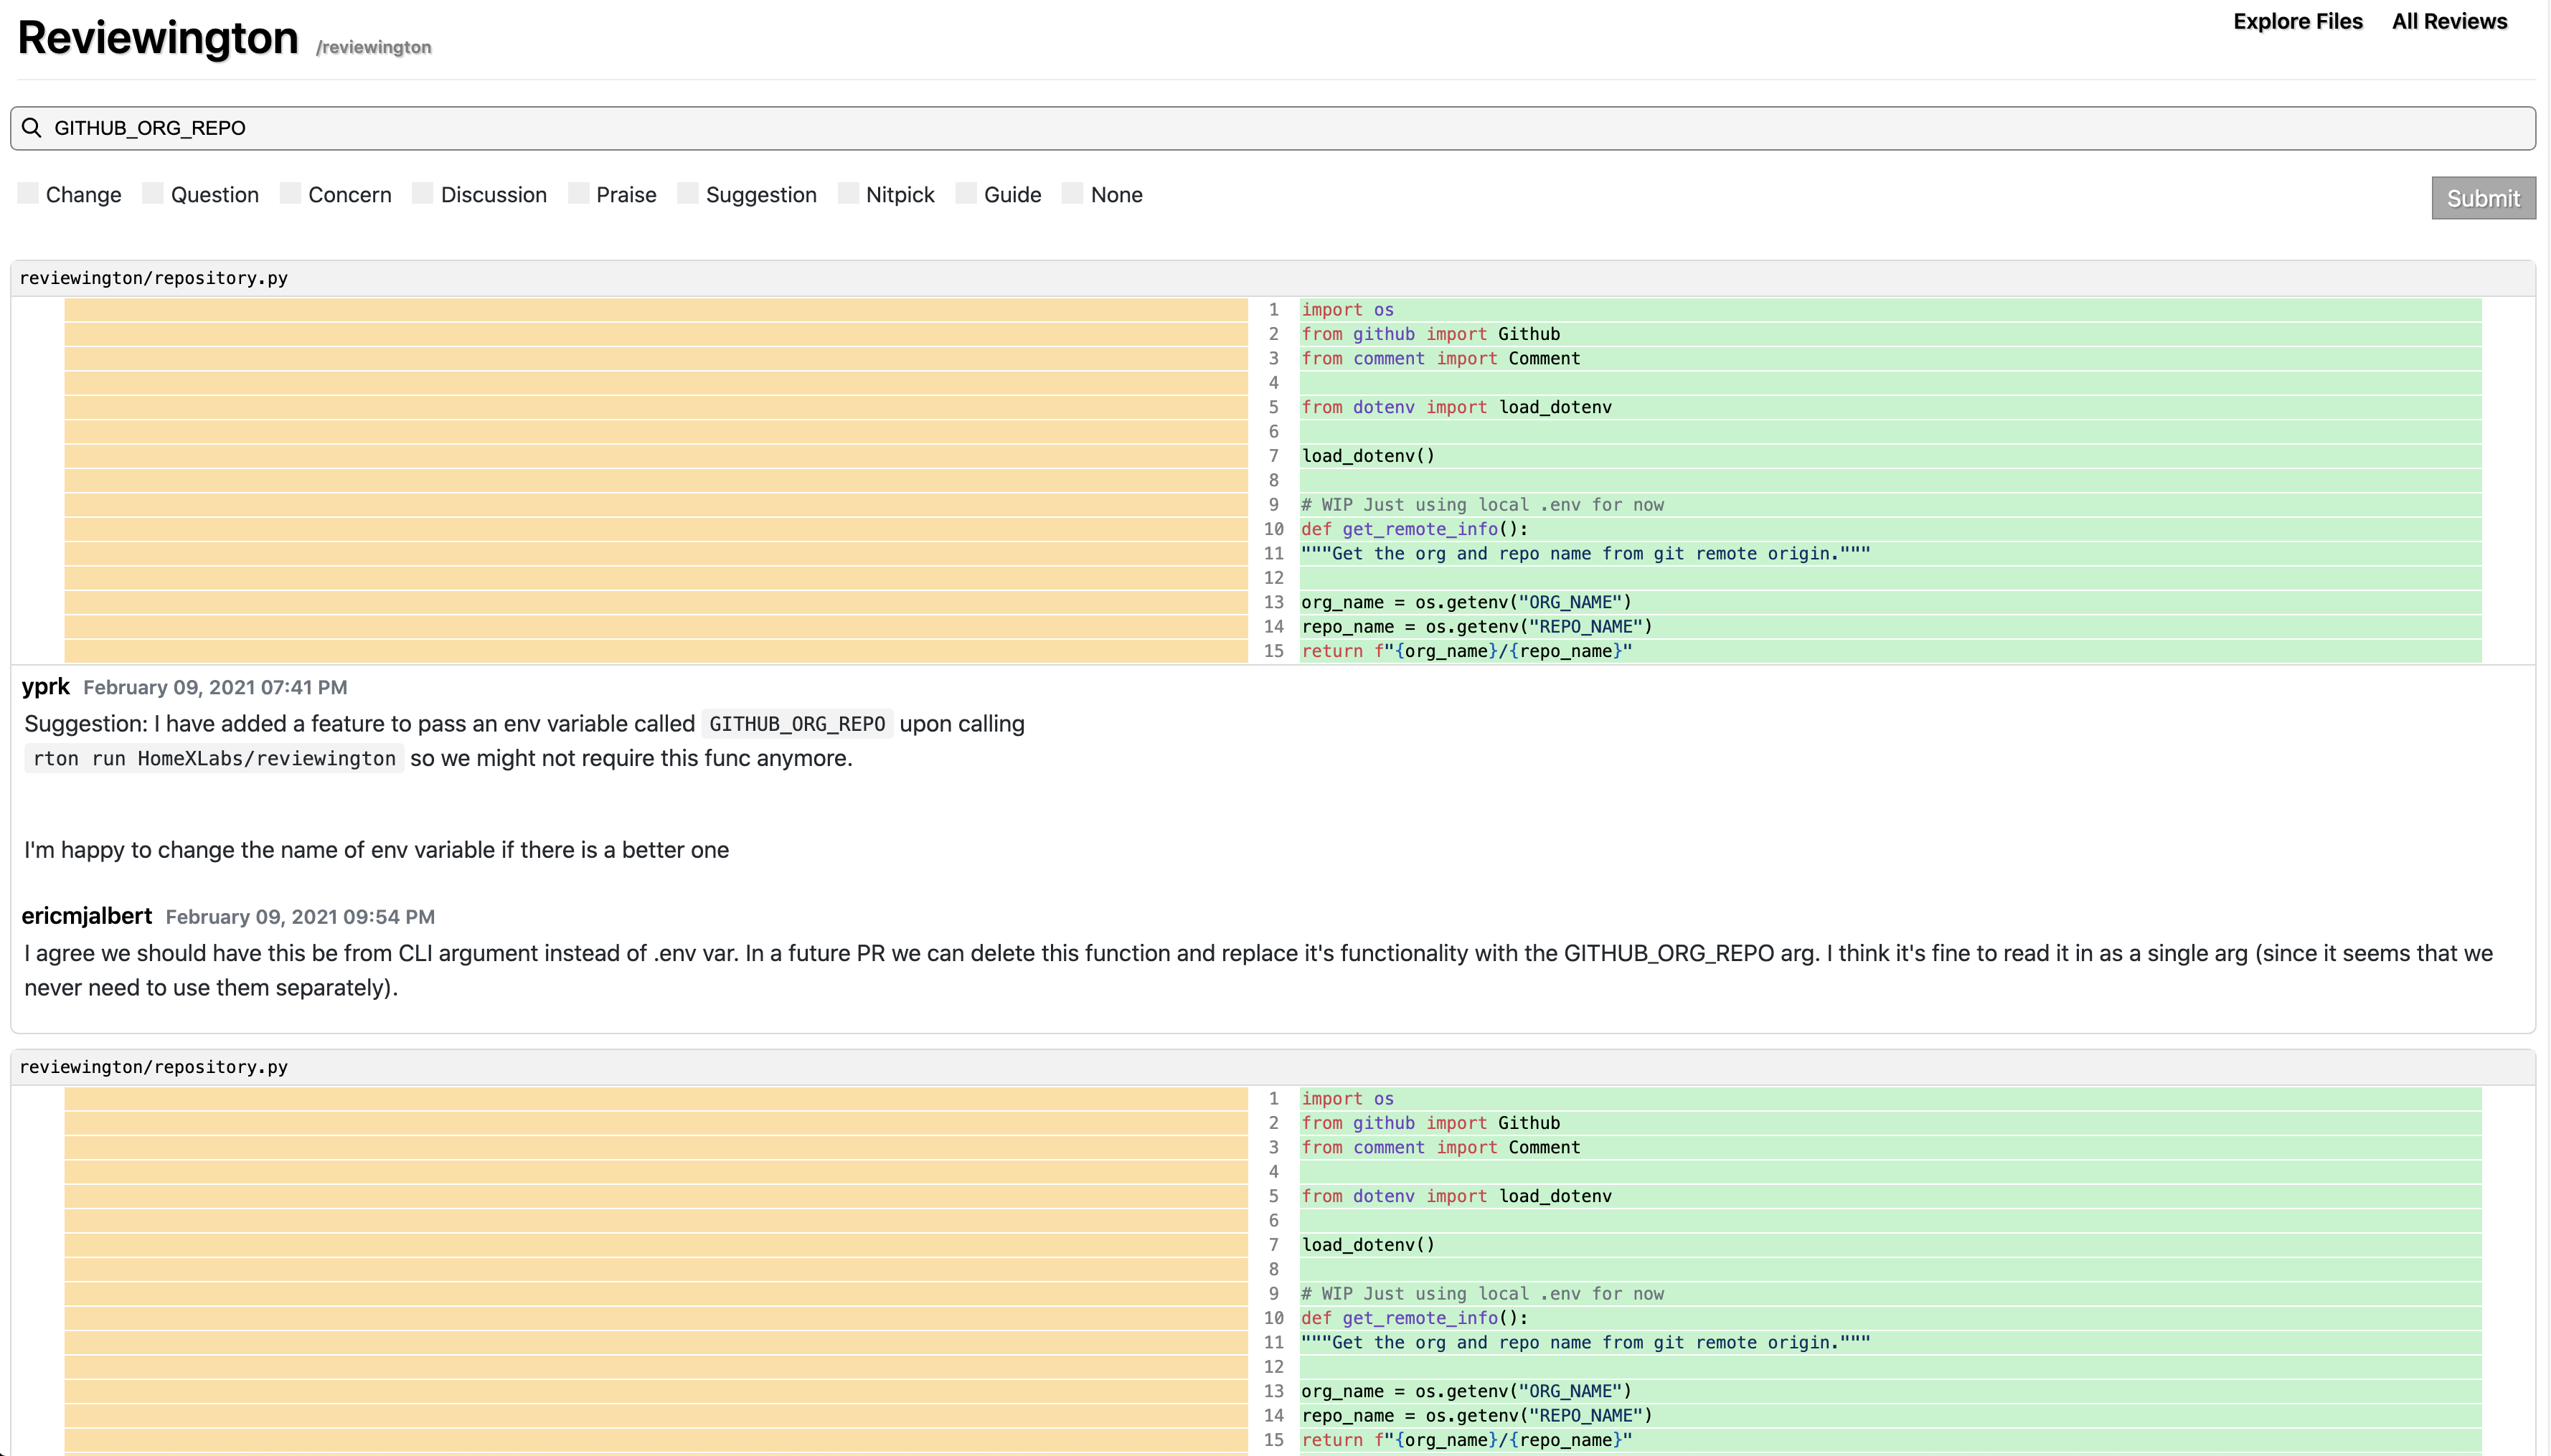 Reviewington /reviewington
Explore Files All Reviews
GITHUB_ORG_REPO
Change Question Concern Discussion Praise Suggestion Nitpick Guide None
Submit
reviewington/repository.py
1 import os
2 from github import Github
3 from comment import Comment
4
5 from dotenv import load_dotenv
6
7 load_dotenv()
8
9 # WIP Just using local .env for now
10 def get_remote_info():
11 """Get the org and repo name from git remote origin."""
12
13 org_name = os.getenv("ORG_NAME")
14 repo_name = os.getenv("REPO_NAME")
15 return f"{org_name}/{repo_name}"
yprk February 09, 2021 07:41 PM
Suggestion: I have added a feature to pass an env variable called GITHUB_ORG_REPO upon calling
rton run HomeXLabs/reviewington so we might not require this func anymore.
I'm happy to change the name of env variable if there is a better one
ericmjalbert February 09, 2021 09:54 PM
I agree we should have this be from CLI argument instead of .env var. In a future PR we can delete this function and replace it's functionality with the GITHUB_ORG_REPO arg. I think it's fine to read it in as a single arg (since it seems that we
never need to use them separately).
reviewington/repository.py
1 import os
2 from github import Github
3 from comment import Comment
4
5 from dotenv import load_dotenv
6
7 load_dotenv()
8
9 # WIP Just using local .env for now
10 def get_remote_info():
11 """Get the org and repo name from git remote origin."""
12
13 org_name = os.getenv("ORG_NAME")
14 repo_name = os.getenv("REPO_NAME")
15 return f"{org_name}/{repo_name}"